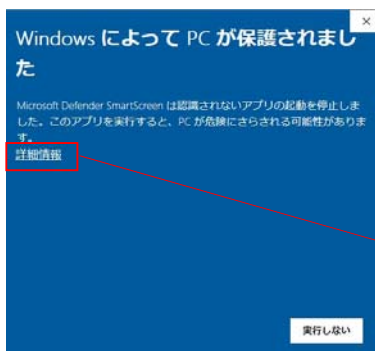 Windows によって PC が保護されまし
た
Microsoft Defender SmartScreen は認識されないアプリの起動を停止しま
した。このアプリを実行すると、PC が危険にさらされる可能性がありま
す。
詳細情報
実行しない